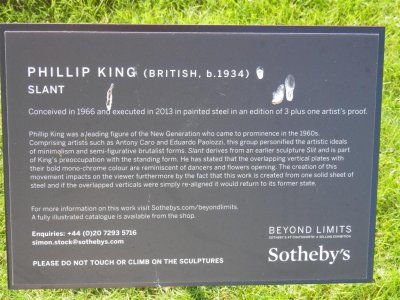 PHILLIP KING (BRITISH, b.1934)
SLANT
Conceived in 1966 and executed in 2013 in painted steel in an edition of 3 plus one artist's proof.
Phillip King was a leading figure of the New Generation who came to prominence in the 1960s.
Comprising artists such as Antony Caro and Eduardo Paolozzi, this group personified the artistic ideals
of minimalism and semi-figurative brutalist forms. Slant derives from an earlier sculpture Slit and is part
of King's preoccupation with the standing form. He has stated that the overlapping vertical plates with
their bold mono-chrome colour are reminiscent of dancers and flowers opening. The creation of this
movement impacts on the viewer furthermore by the fact that this work is created from one solid sheet of
steel and if the overlapped verticals were simply re-aligned it would return to its former state.
For more information on this work visit Sothebys.com/beyondlimits.
A fully illustrated catalogue is available from the shop.
Enquiries: +44 (0)20 7293 5716
simon.stock@sothebys.com
PLEASE DO NOT TOUCH OR CLIMB ON THE SCULPTURES
BEYOND LIMITS
SOTHEBY'S AT CHATSWORTH: A SELLING EXHIBITION
Sotheby's